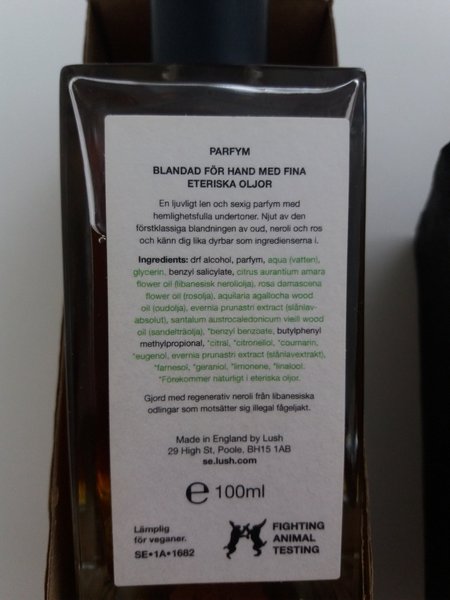 PARFYM
BLANDAD FÖR HAND MED FINA
ETERISKA OLJOR
En ljuvligt len och sexig parfym med
hemlighetsfulla undertoner. Njut av den
förstklassiga blandningen av oud, neroli och ros
och känn dig lika dyrbar som ingredienserna i.
Ingredients: drf alcohol, parfym, aqua (vatten),
glycerin, benzyl salicylate, citrus aurantium amara
flower oil (libanesisk neroliolja), rosa damascena
flower oil (rosolja), aquilaria agallocha wood
oil (oudolja), evernia prunastri extract (slånlav-
absolut), santalum austrocaledonicum vieill wood
oil (sandelträolja), *benzyl benzoate, butylphenyl
methylpropional, *citral, *citronellol, *coumarin,
*eugenol, evernia prunastri extract (slånlavextrakt),
*farnesol, *geraniol, *limonene, *linalool.
*Förekommer naturligt i eteriska oljor.
Gjord med regenerativ neroli från libanesiska
odlingar som motsätter sig illegal fågeljakt.
Made in England by Lush
29 High St, Poole, BH15 1AB
se.lush.com
℮ 100ml
Lämplig
för veganer.
SE•1A•1682
FIGHTING
ANIMAL
TESTING